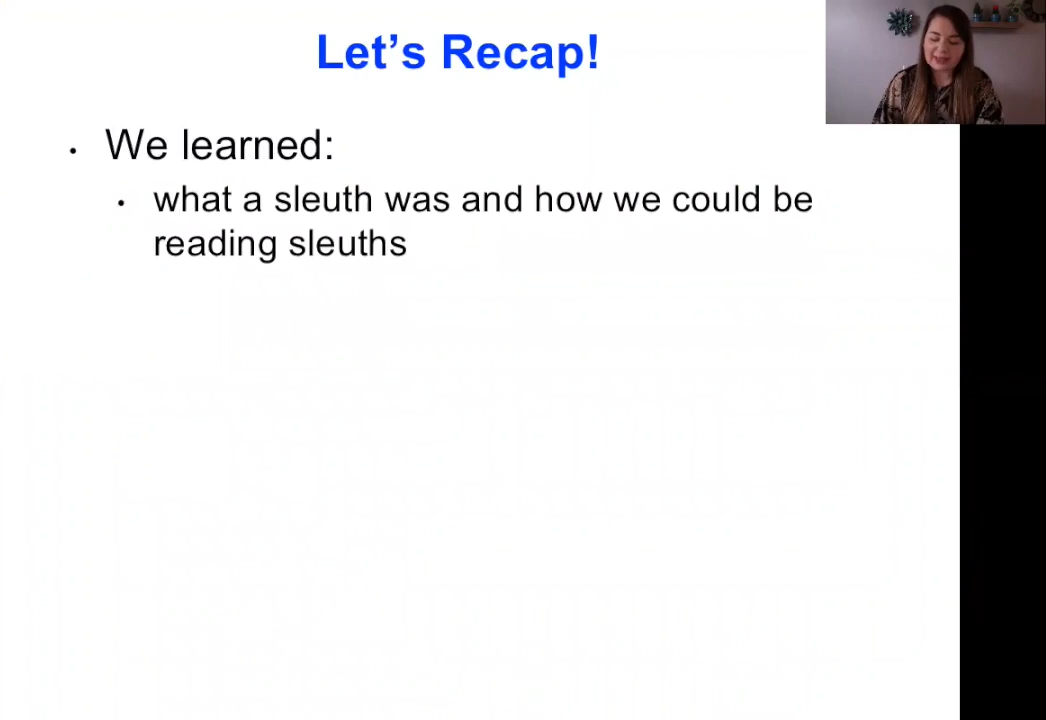 Let’s Recap!
• We learned:
• what a sleuth was and how we could be
reading sleuths